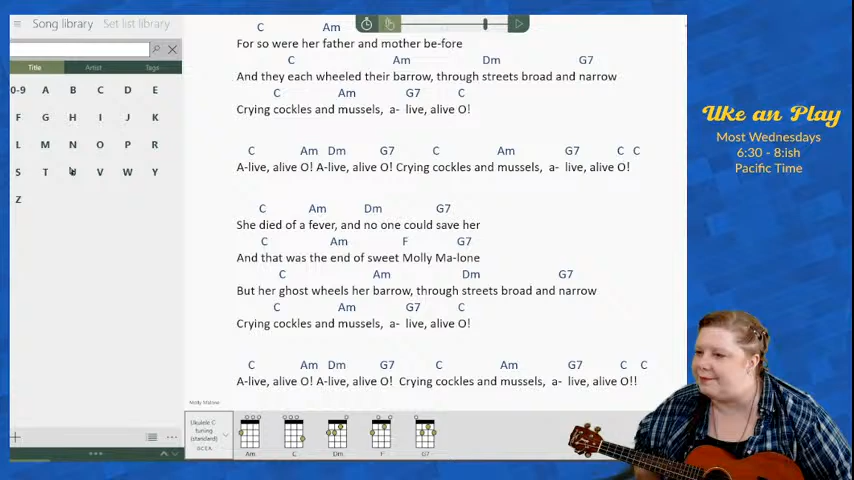 Song library Set list library
Title Artist Tags
0-9 A B C D E
F G H I J K
L M N O P R
S T U V W Y
Z
C Am
For so were her father and mother be-fore
C Am Dm G7
And they each wheeled their barrow, through streets broad and narrow
C Am G7 C
Crying cockles and mussels, a- live, alive O!
C Am Dm G7 C Am G7 C C
A-live, alive O! A-live, alive O! Crying cockles and mussels, a- live, alive O!
C Am Dm G7
She died of a fever, and no one could save her
C Am F G7
And that was the end of sweet Molly Ma-lone
C Am Dm G7
But her ghost wheels her barrow, through streets broad and narrow
C Am G7 C
Crying cockles and mussels, a- live, alive O!
C Am Dm G7 C Am G7 C C
A-live, alive O! A-live, alive O! Crying cockles and mussels, a- live, alive O!!
Molly Malone
Ukulele C
tuning
(standard)
GCEA
Am C Dm F G7
Uke an Play
Most Wednesdays
6:30 - 8:ish
Pacific Time